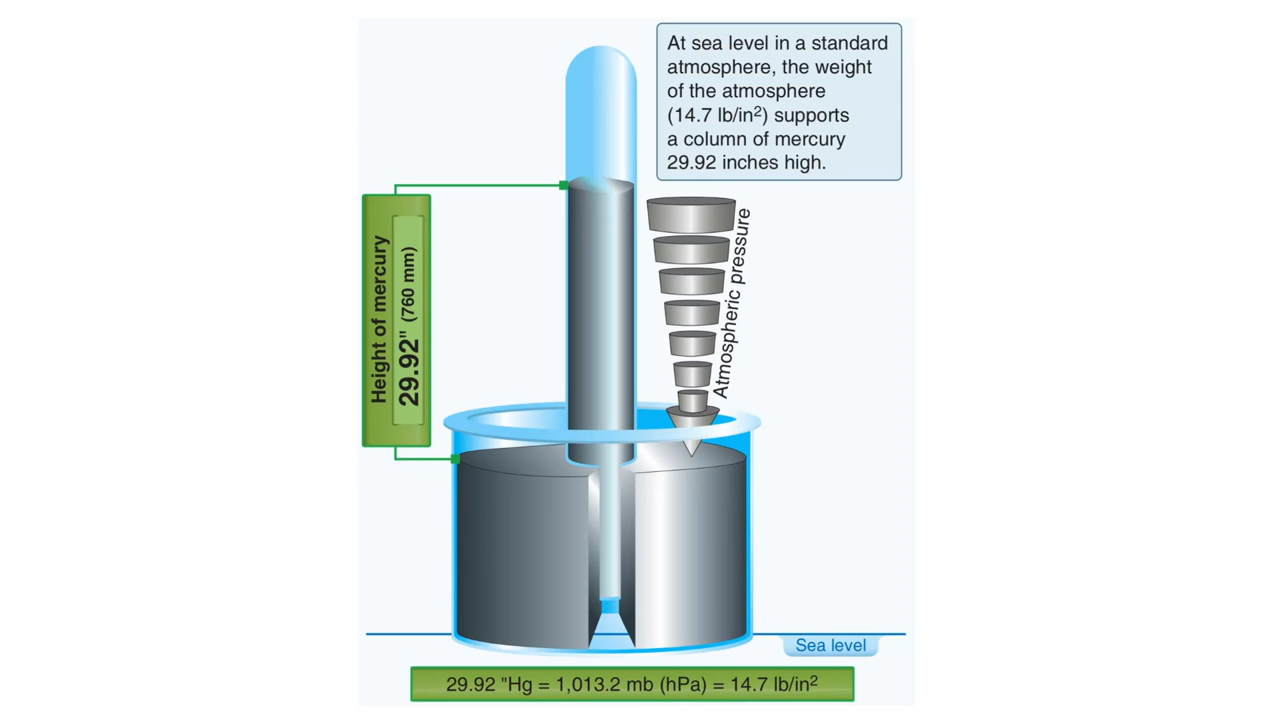 At sea level in a standard
atmosphere, the weight
of the atmosphere
(14.7 lb/in²) supports
a column of mercury
29.92 inches high.
Height of mercury
29.92" (760 mm)
Atmospheric pressure
Sea level
29.92 "Hg = 1,013.2 mb (hPa) = 14.7 lb/in²